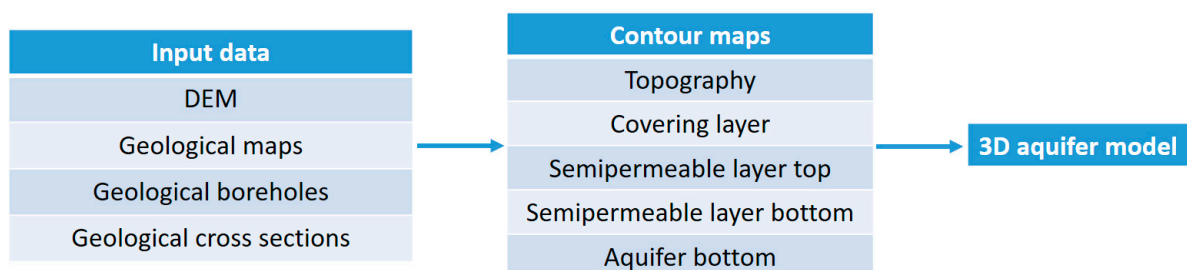 Input data
DEM
Geological maps
Geological boreholes
Geological cross sections
Contour maps
Topography
Covering layer
Semipermeable layer top
Semipermeable layer bottom
Aquifer bottom
3D aquifer model